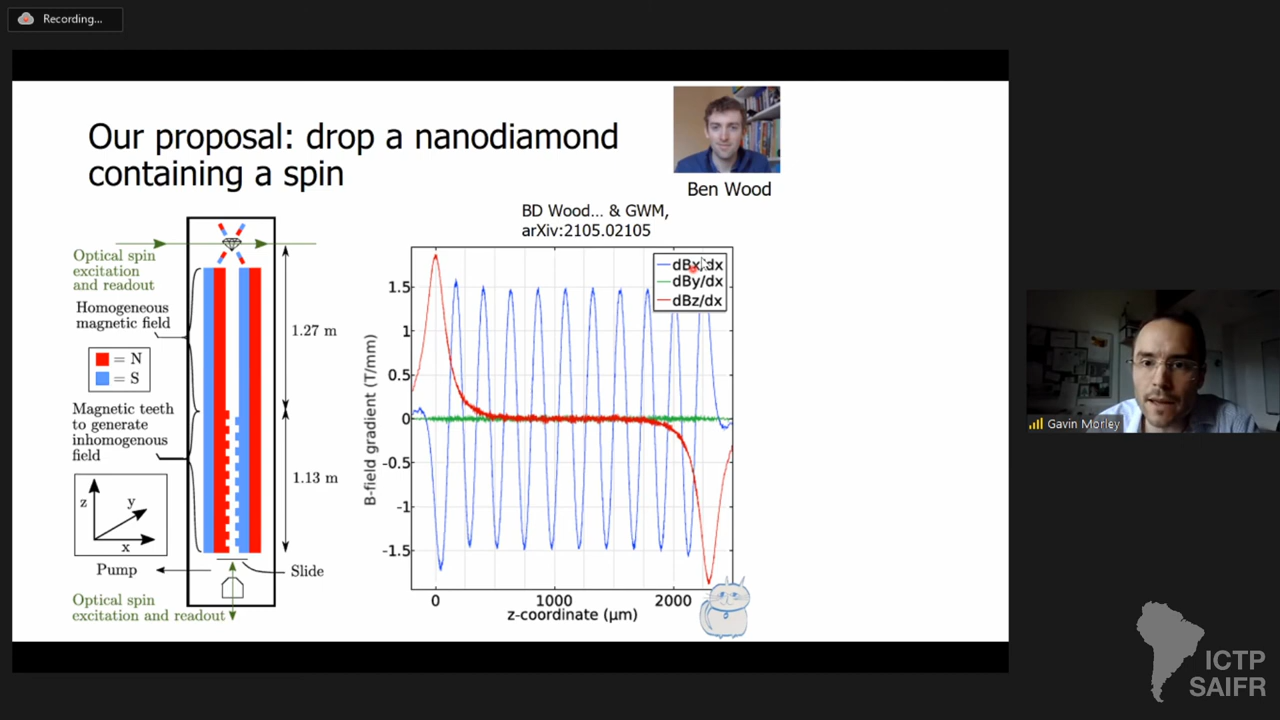 Recording...
Our proposal: drop a nanodiamond
containing a spin
Ben Wood
BD Wood... & GWM,
arXiv:2105.02105
Optical spin
excitation
and readout
Homogeneous
magnetic field
= N
= S
Magnetic teeth
to generate
inhomogenous
field
z
y
x
Pump
Slide
Optical spin
excitation and readout
1.27 m
1.13 m
dBx/dx
dBy/dx
dBz/dx
B-field gradient (T/mm)
1.5
1
0.5
0
-0.5
-1
-1.5
0
1000
2000
z-coordinate (μm)
Gavin Morley
ICTP
SAIFR